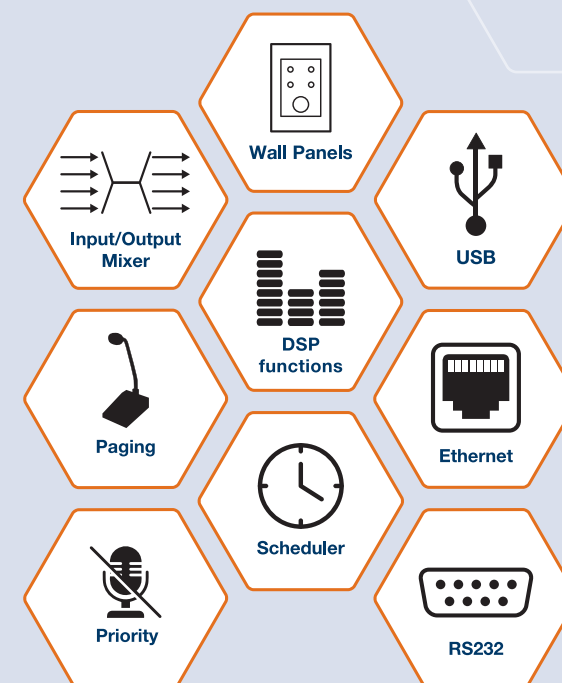 Wall Panels
Input/Output
Mixer
USB
DSP
functions
Paging
Ethernet
Scheduler
Priority
RS232